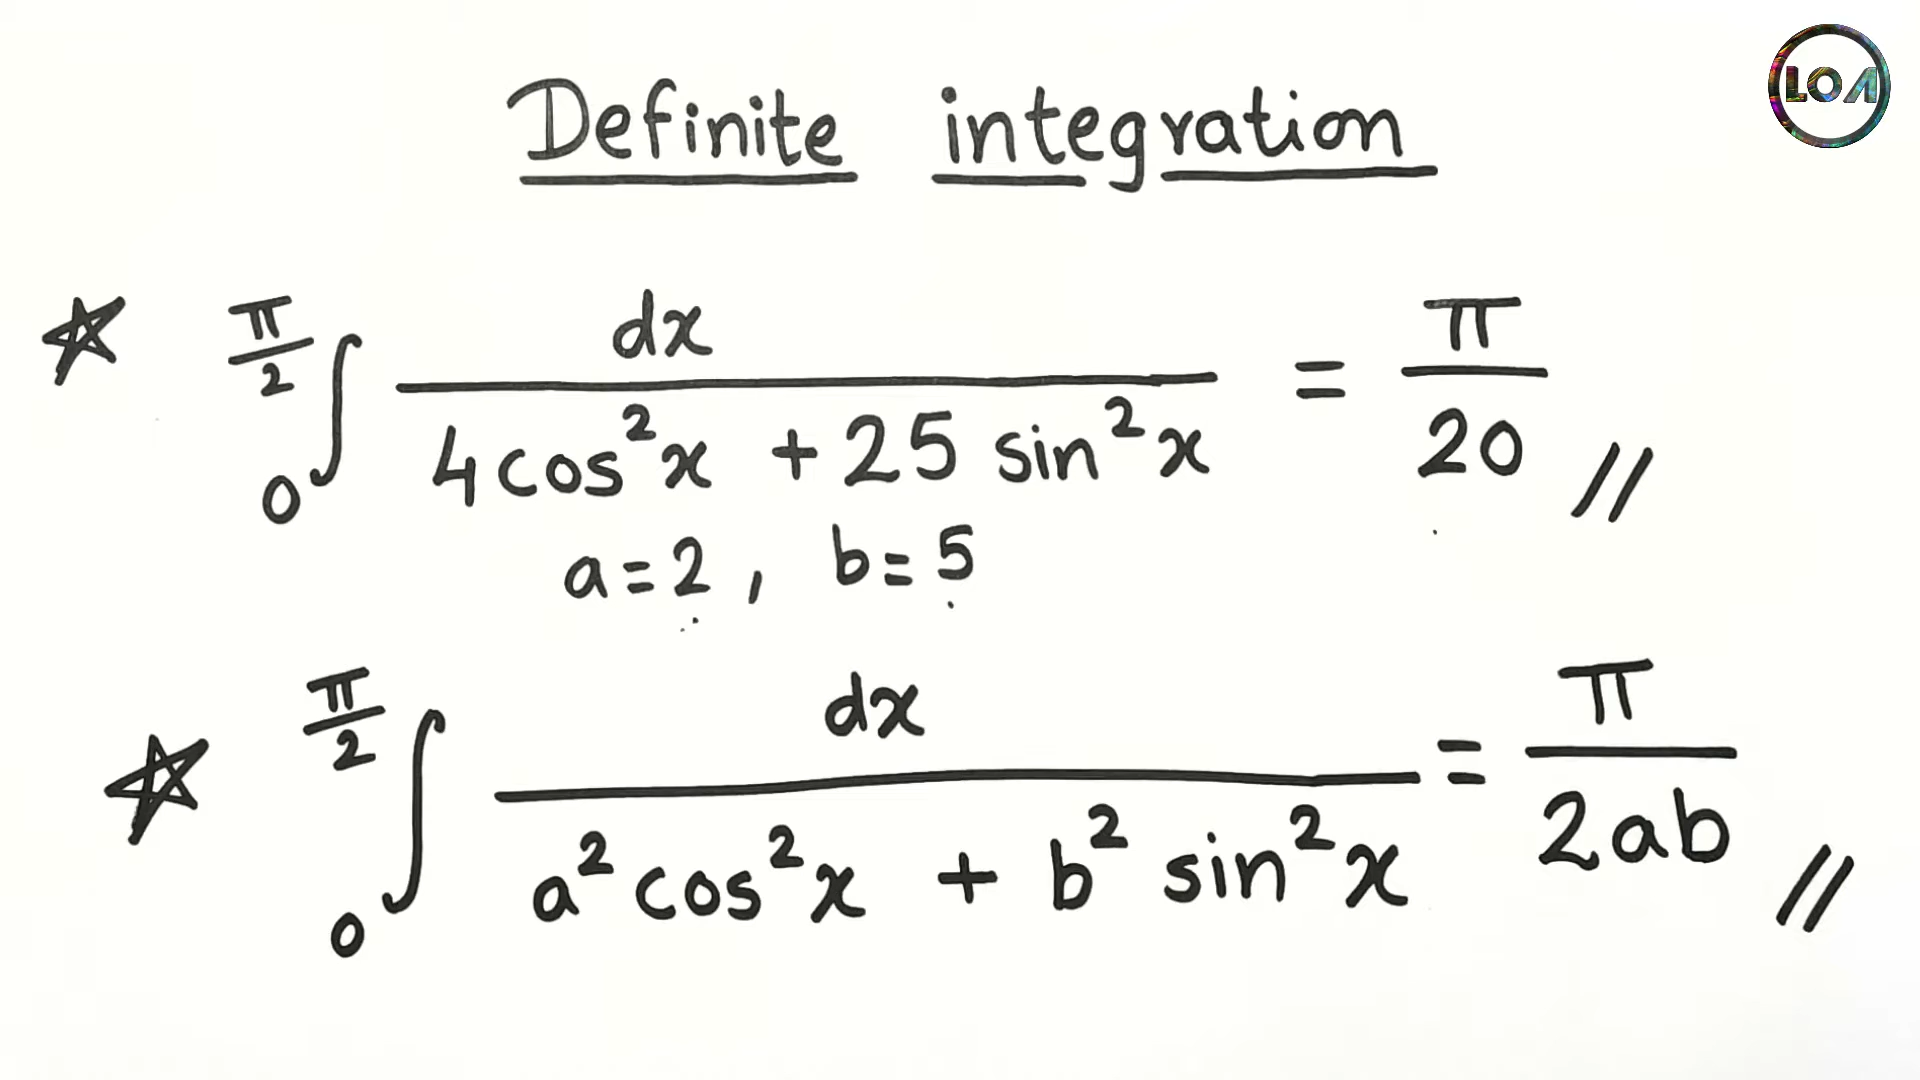 LOA
Definite integration
☆ ∫₀^(π/2) dx / (4cos²x + 25 sin²x) = π/20 //
a=2, b=5
☆ ∫₀^(π/2) dx / (a²cos²x + b² sin²x) = π/2ab //